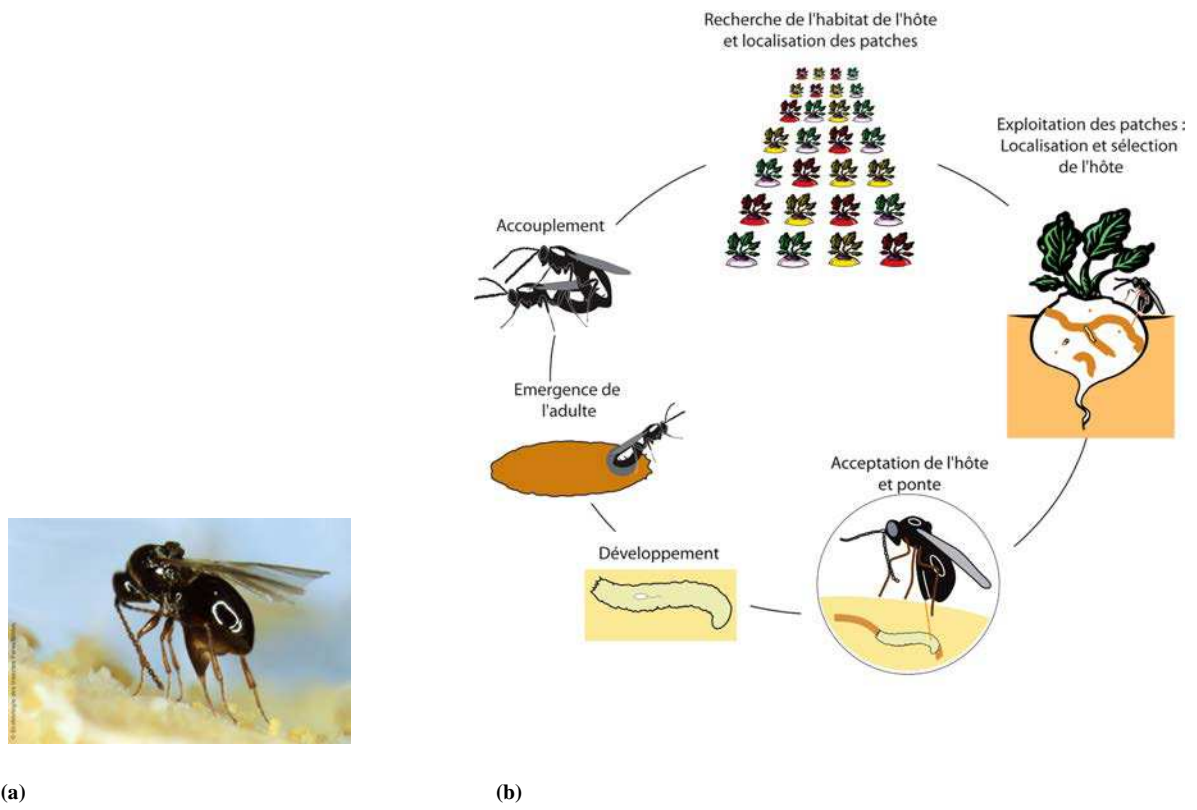 Recherche de l'habitat de l'hôte
et localisation des patches
Exploitation des patches :
Localisation et sélection
de l'hôte
Accouplement
Emergence de
l'adulte
Acceptation de l'hôte
et ponte
Développement
(a)
(b)